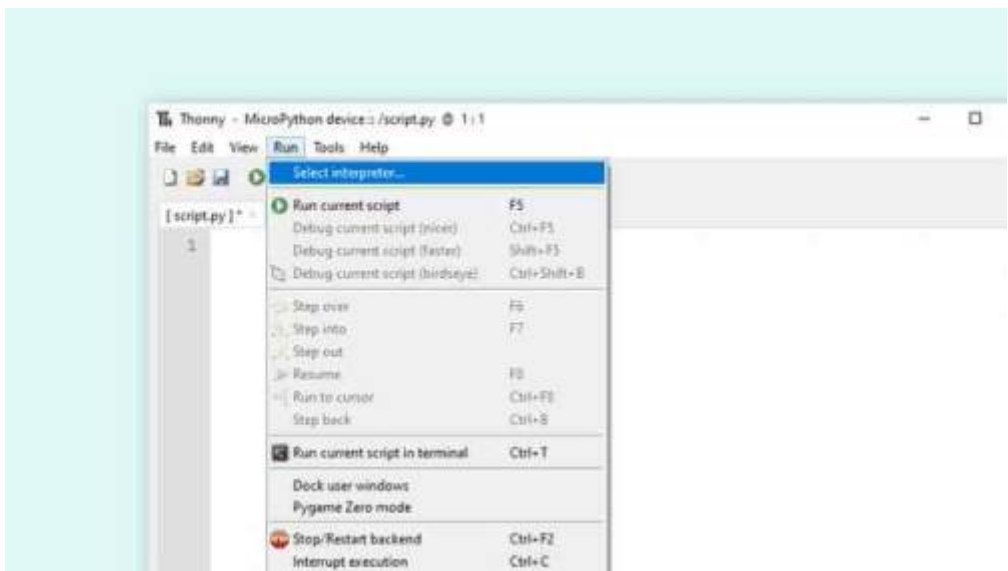 Thonny - MicroPython device :: /script.py @ 1 : 1
File Edit View Run Tools Help
Select interpreter...
[ script.py ] *
Run current script F5
Debug current script (nicer) Ctrl+F5
Debug current script (faster) Shift+F5
Debug current script (birdseye) Ctrl+Shift+B
1
Step over F6
Step into F7
Step out
Resume F8
Run to cursor Ctrl+F8
Step back Ctrl+B
Run current script in terminal Ctrl+T
Dock user windows
Pygame Zero mode
Stop/Restart backend Ctrl+F2
Interrupt execution Ctrl+C